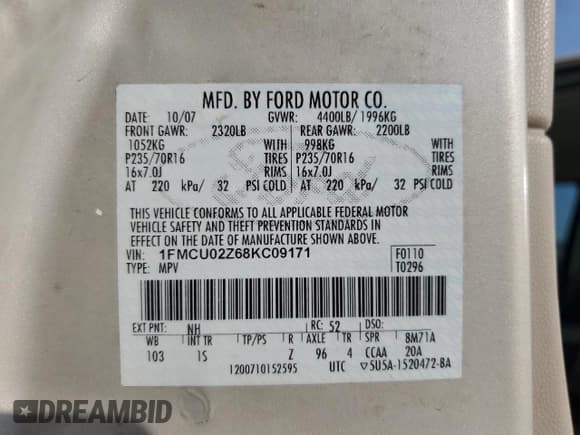 MFD. BY FORD MOTOR CO.
DATE: 10/07 GVWR: 4400LB/ 1996KG
FRONT GAWR: 2320LB REAR GAWR: 2200LB
1052KG WITH 998KG WITH
P235/70R16 TIRES P235/70R16 TIRES
16x7.0J RIMS 16x7.0J RIMS
AT 220 kPa/ 32 PSI COLD AT 220 kPa/ 32 PSI COLD
THIS VEHICLE CONFORMS TO ALL APPLICABLE FEDERAL MOTOR
VEHICLE SAFETY AND THEFT PREVENTION STANDARDS IN
EFFECT ON THE DATE OF MANUFACTURE SHOWN ABOVE.
VIN: 1FMCU02Z68KC09171 F0110
TYPE: MPV T0296
EXT PNT: NH RC: 52 DSO:
WB INT TR TP/PS R AXLE TR SPR BM71A
103 1S Z 96 4 CCAA 20A
1200710152595 UTC ▽5U5A-1520472-BA
DREAMBID